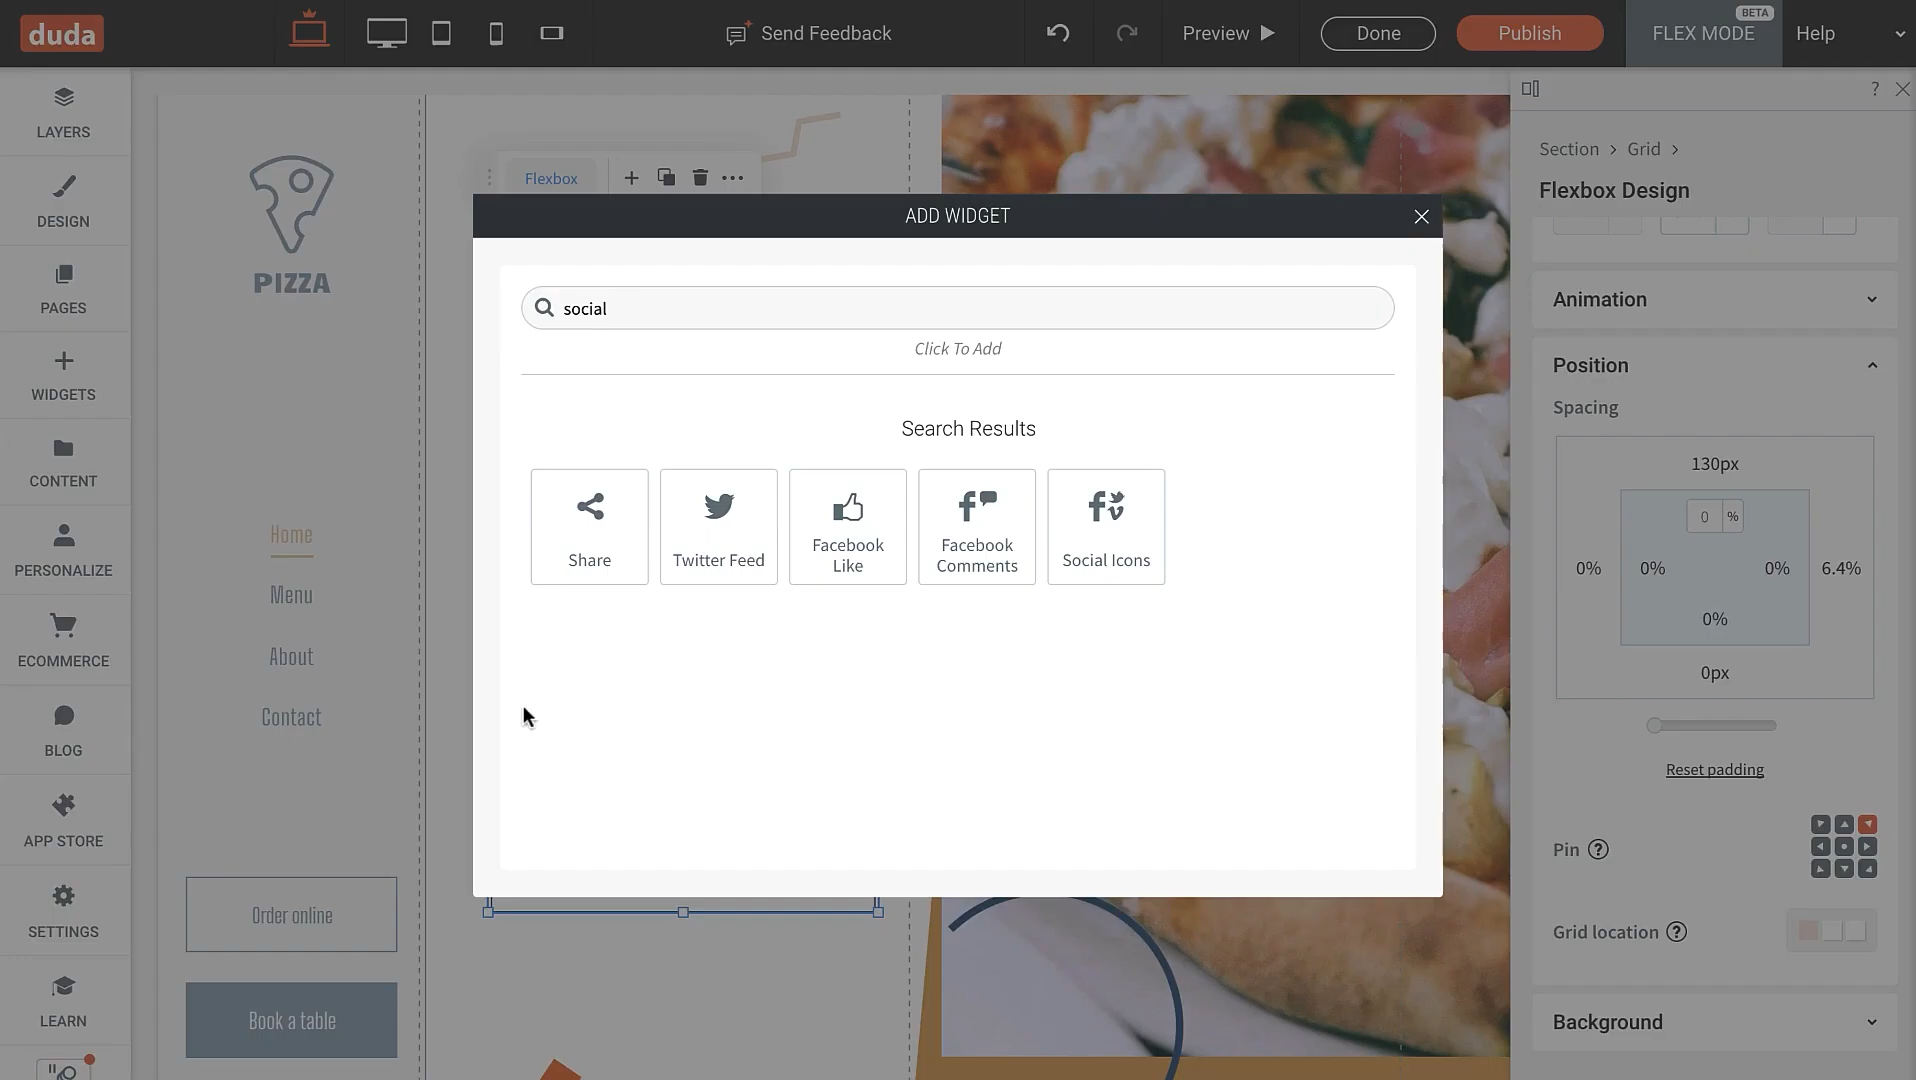 duda
Send Feedback
Preview
Done
Publish
FLEX MODE
BETA
Help
LAYERS
DESIGN
PAGES
WIDGETS
CONTENT
PERSONALIZE
ECOMMERCE
BLOG
APP STORE
SETTINGS
LEARN
PIZZA
Home
Menu
About
Contact
Order online
Book a table
Flexbox
ADD WIDGET
social
Click To Add
Search Results
Share
Twitter Feed
Facebook
Like
Facebook
Comments
Social Icons
?
Section > Grid >
Flexbox Design
Animation
Position
Spacing
130px
0 %
0% 0% 0% 6.4%
0%
0px
Reset padding
Pin ?
Grid location ?
Background